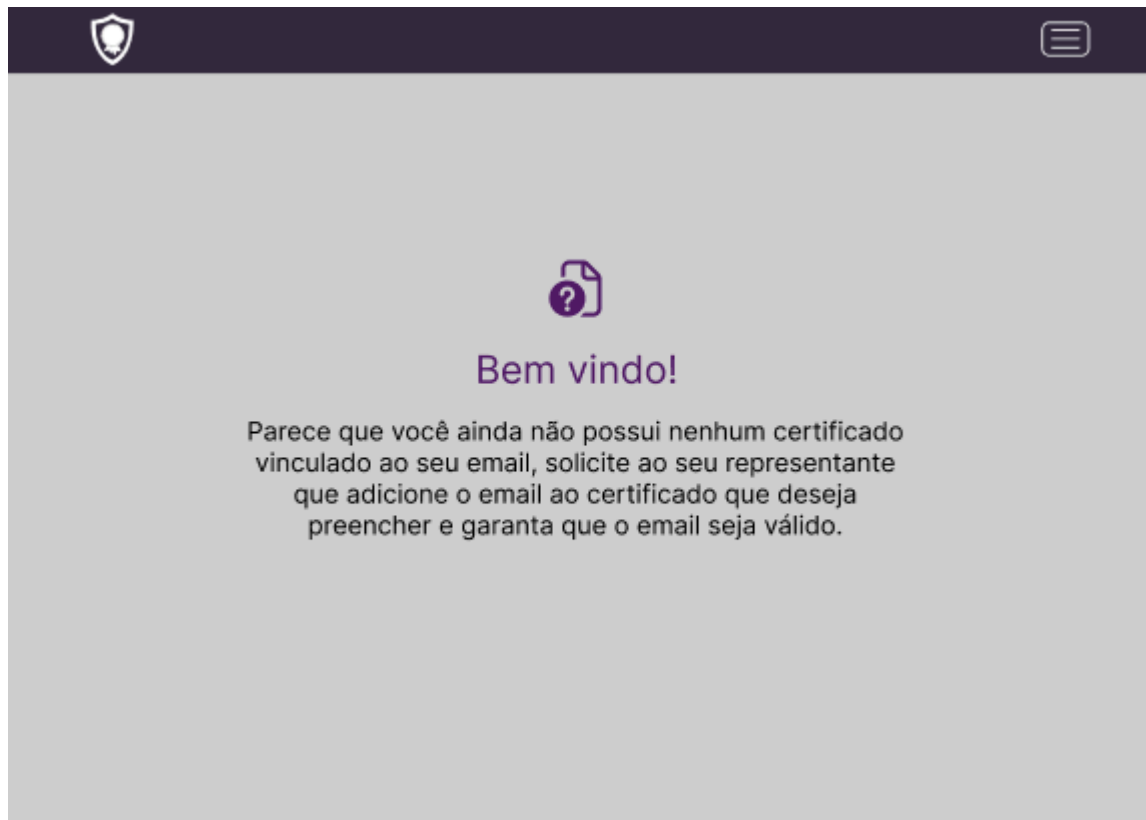 ?
Bem vindo!
Parece que você ainda não possui nenhum certificado
vinculado ao seu email, solicite ao seu representante
que adicione o email ao certificado que deseja
preencher e garanta que o email seja válido.